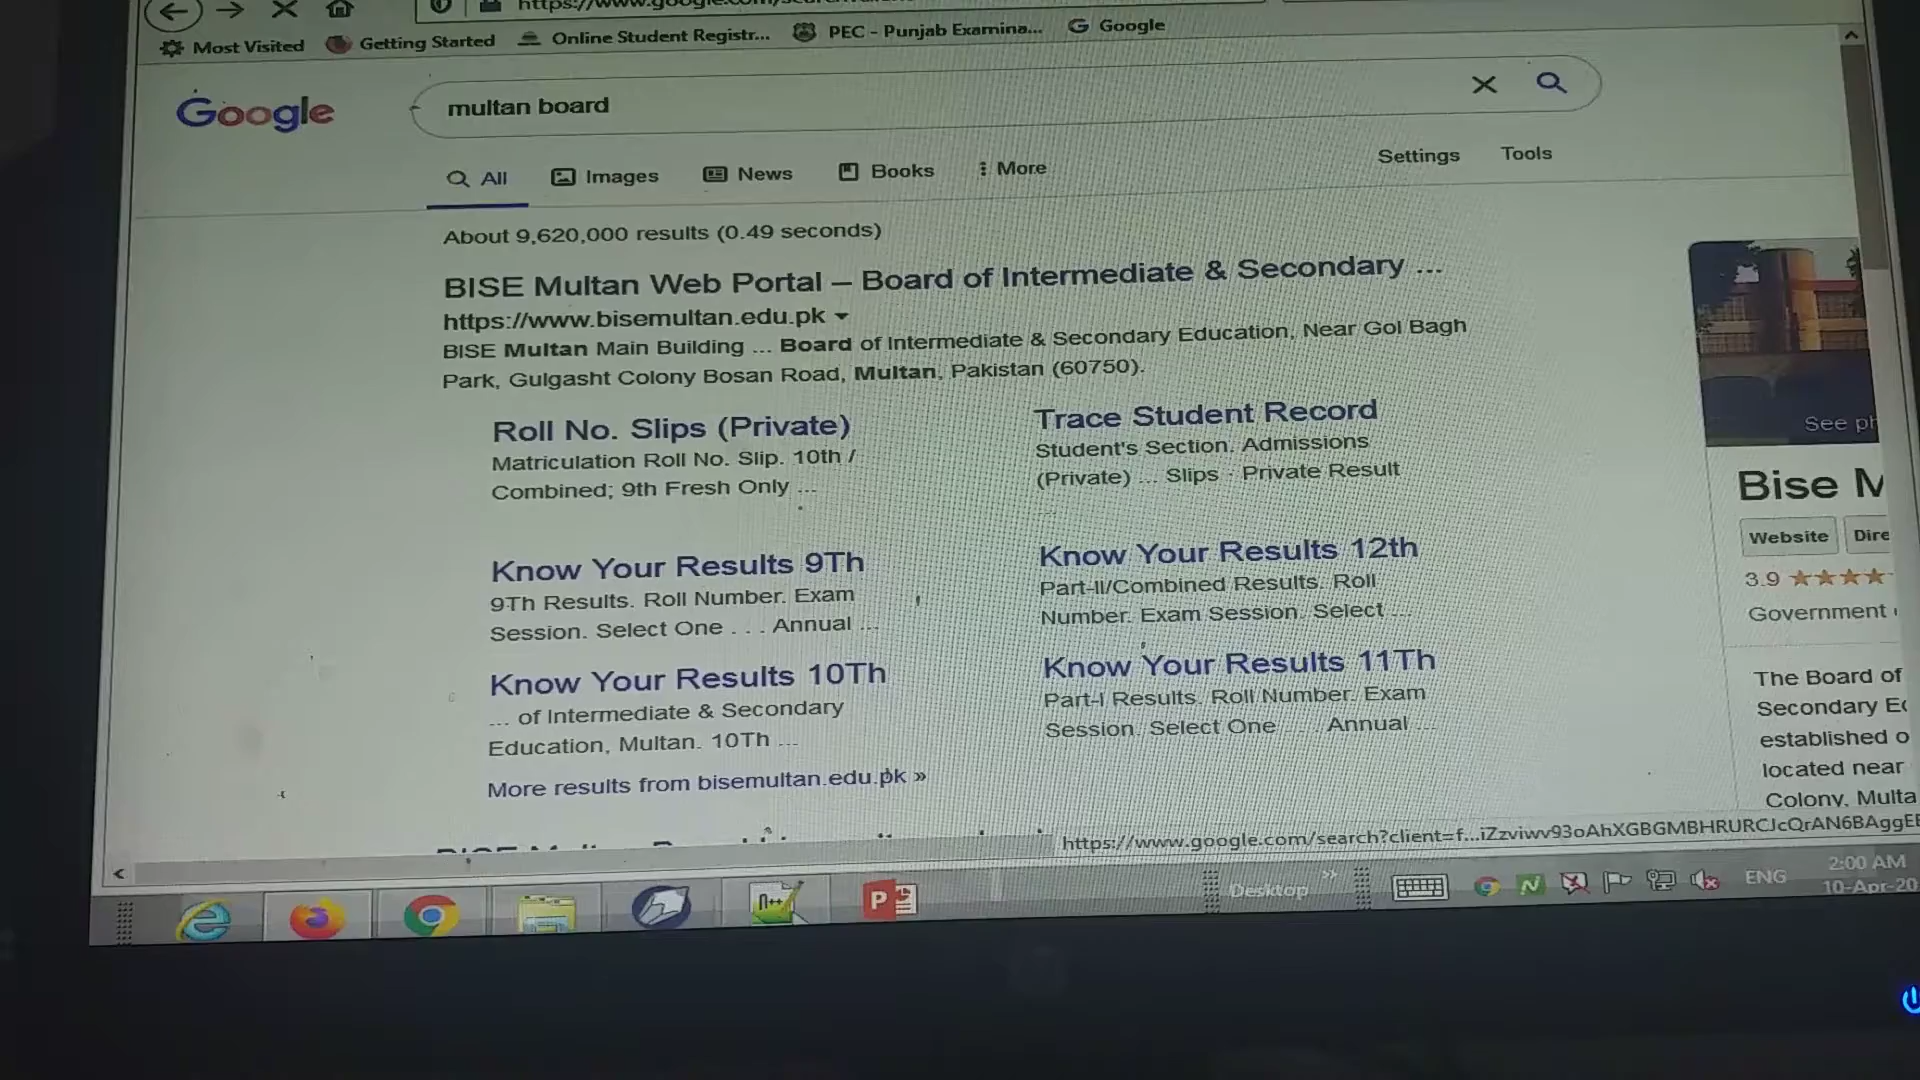 Most Visited Getting Started Online Student Registr... PEC - Punjab Examina... Google
Google
multan board
All Images News Books More Settings Tools
About 9,620,000 results (0.49 seconds)
BISE Multan Web Portal – Board of Intermediate & Secondary ...
https://www.bisemultan.edu.pk
BISE Multan Main Building ... Board of Intermediate & Secondary Education, Near Gol Bagh
Park, Gulgasht Colony Bosan Road, Multan, Pakistan (60750).
Roll No. Slips (Private)
Matriculation Roll No. Slip. 10th /
Combined; 9th Fresh Only ...
Trace Student Record
Student's Section. Admissions
(Private) ... Slips · Private Result
Know Your Results 9Th
9Th Results. Roll Number. Exam
Session. Select One . . . Annual ...
Know Your Results 12th
Part-II/Combined Results. Roll
Number. Exam Session. Select ...
Know Your Results 10Th
... of Intermediate & Secondary
Education, Multan. 10Th ...
Know Your Results 11Th
Part-I Results. Roll Number. Exam
Session. Select One . . . Annual ...
More results from bisemultan.edu.pk »
See ph
Bise M
Website Dire
3.9
Government
The Board of
Secondary E
established o
located near
Colony, Multa
https://www.google.com/search?client=f...iZzviwv93oAhXGBGMBHRURCJcQrAN6BAggE
Desktop » ENG 2:00 AM
10-Apr-20